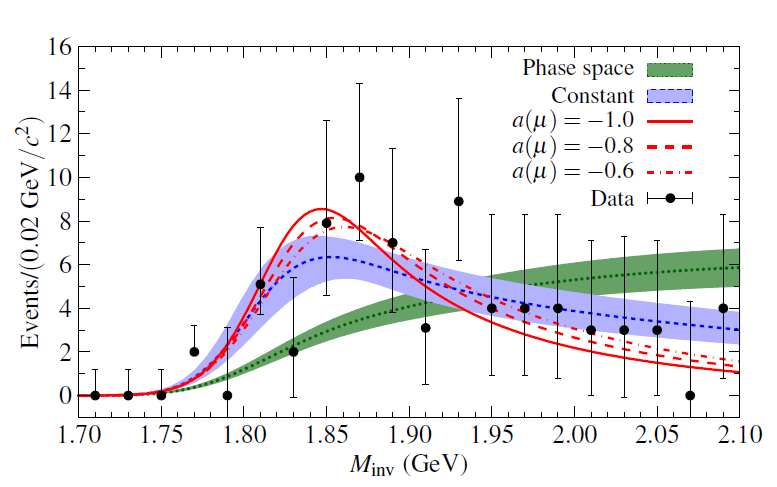 16
14
12
10
8
6
4
2
0
Events/(0.02 GeV/c²)
Phase space
Constant
a(μ) = −1.0
a(μ) = −0.8
a(μ) = −0.6
Data
1.70 1.75 1.80 1.85 1.90 1.95 2.00 2.05 2.10
M_inv (GeV)